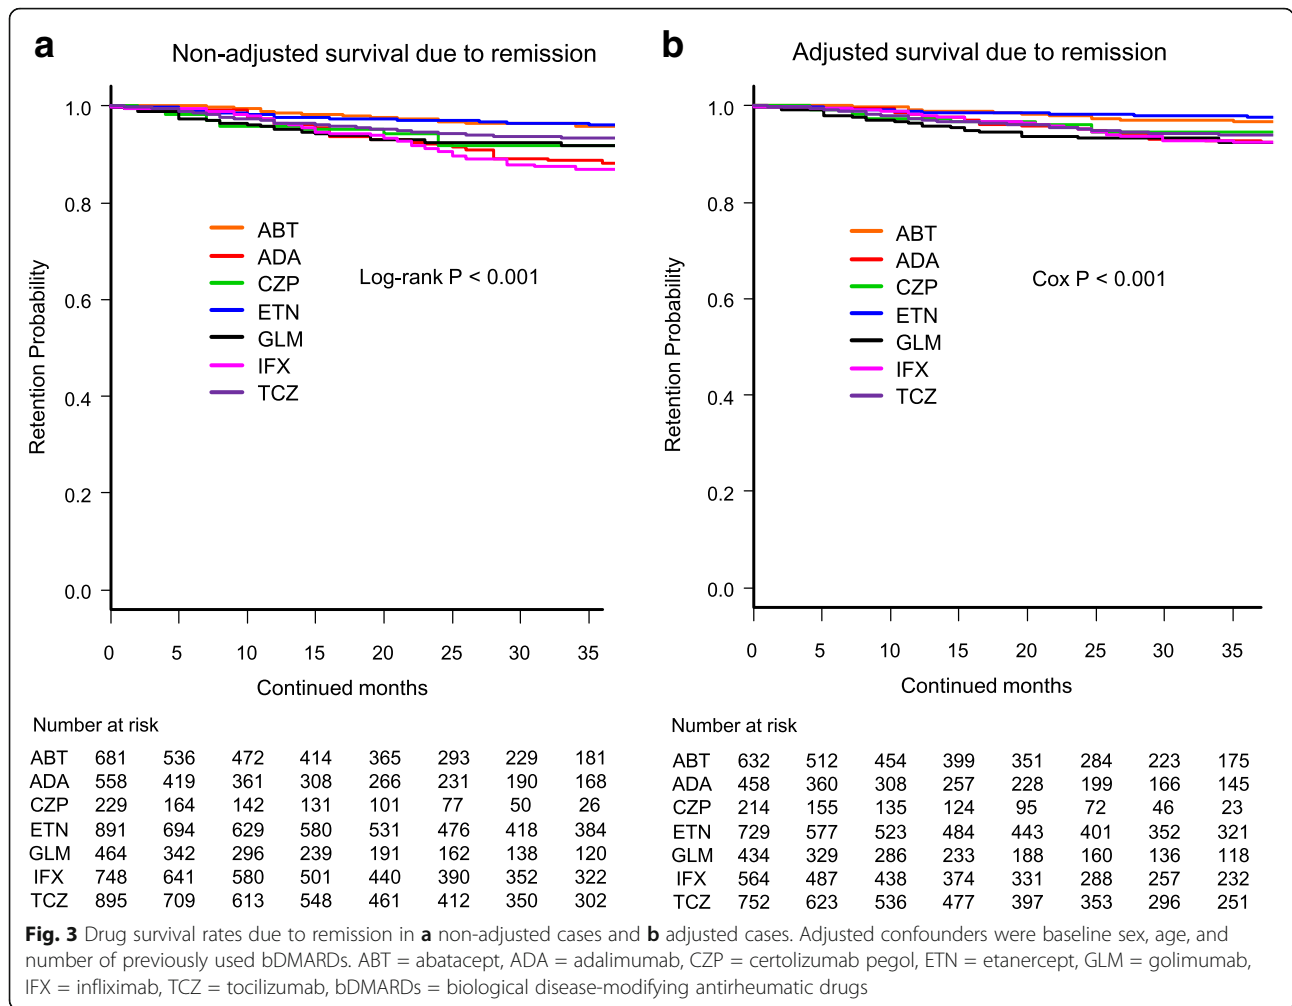 a
Non-adjusted survival due to remission
1.0
0.8
0.6
0.4
0.2
0.0
Retention Probability
ABT
ADA
CZP
ETN
GLM
IFX
TCZ
Log-rank P < 0.001
0 5 10 15 20 25 30 35
Continued months
Number at risk
ABT 681 536 472 414 365 293 229 181
ADA 558 419 361 308 266 231 190 168
CZP 229 164 142 131 101 77 50 26
ETN 891 694 629 580 531 476 418 384
GLM 464 342 296 239 191 162 138 120
IFX 748 641 580 501 440 390 352 322
TCZ 895 709 613 548 461 412 350 302
b
Adjusted survival due to remission
1.0
0.8
0.6
0.4
0.2
0.0
Retention Probability
ABT
ADA
CZP
ETN
GLM
IFX
TCZ
Cox P < 0.001
0 5 10 15 20 25 30 35
Continued months
Number at risk
ABT 632 512 454 399 351 284 223 175
ADA 458 360 308 257 228 199 166 145
CZP 214 155 135 124 95 72 46 23
ETN 729 577 523 484 443 401 352 321
GLM 434 329 286 233 188 160 136 118
IFX 564 487 438 374 331 288 257 232
TCZ 752 623 536 477 397 353 296 251
Fig. 3 Drug survival rates due to remission in a non-adjusted cases and b adjusted cases. Adjusted confounders were baseline sex, age, and
number of previously used bDMARDs. ABT = abatacept, ADA = adalimumab, CZP = certolizumab pegol, ETN = etanercept, GLM = golimumab,
IFX = infliximab, TCZ = tocilizumab, bDMARDs = biological disease-modifying antirheumatic drugs